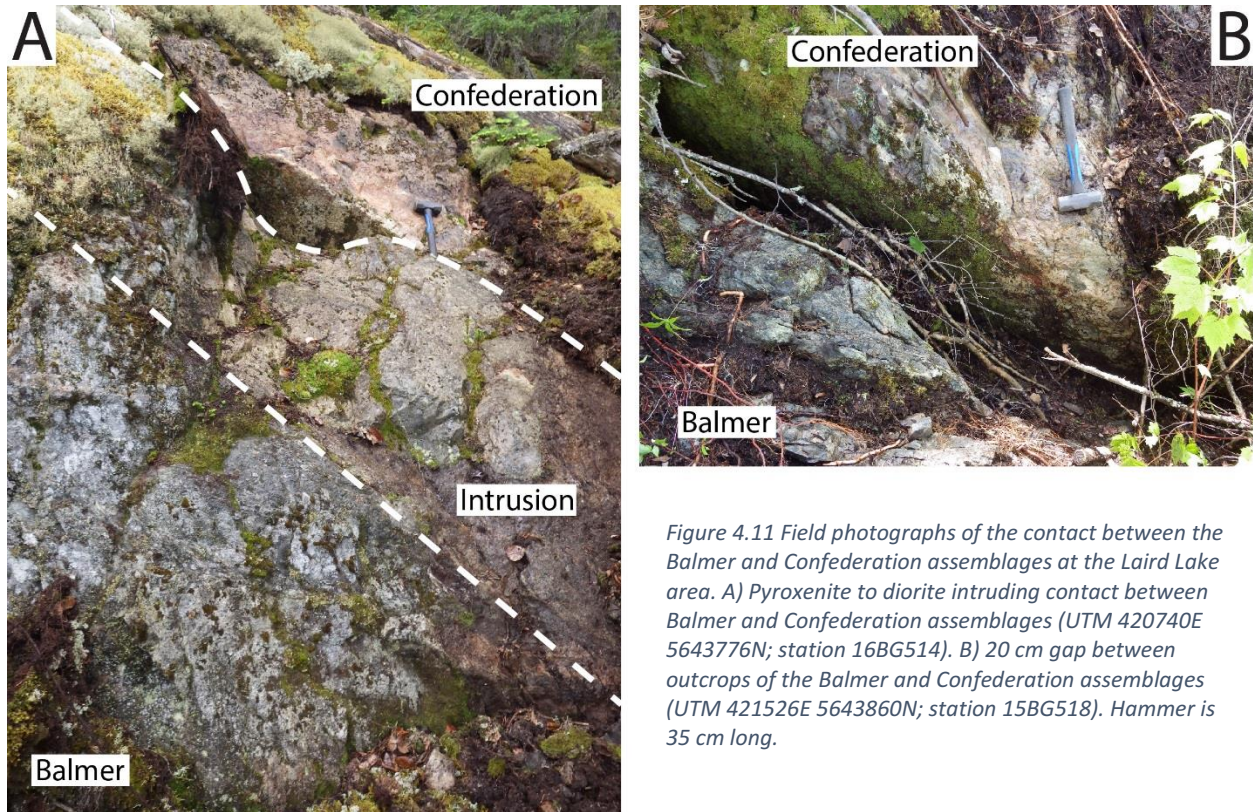 A
Confederation
Intrusion
Balmer
B
Confederation
Balmer
Figure 4.11 Field photographs of the contact between the
Balmer and Confederation assemblages at the Laird Lake
area. A) Pyroxenite to diorite intruding contact between
Balmer and Confederation assemblages (UTM 420740E
5643776N; station 16BG514). B) 20 cm gap between
outcrops of the Balmer and Confederation assemblages
(UTM 421526E 5643860N; station 15BG518). Hammer is
35 cm long.